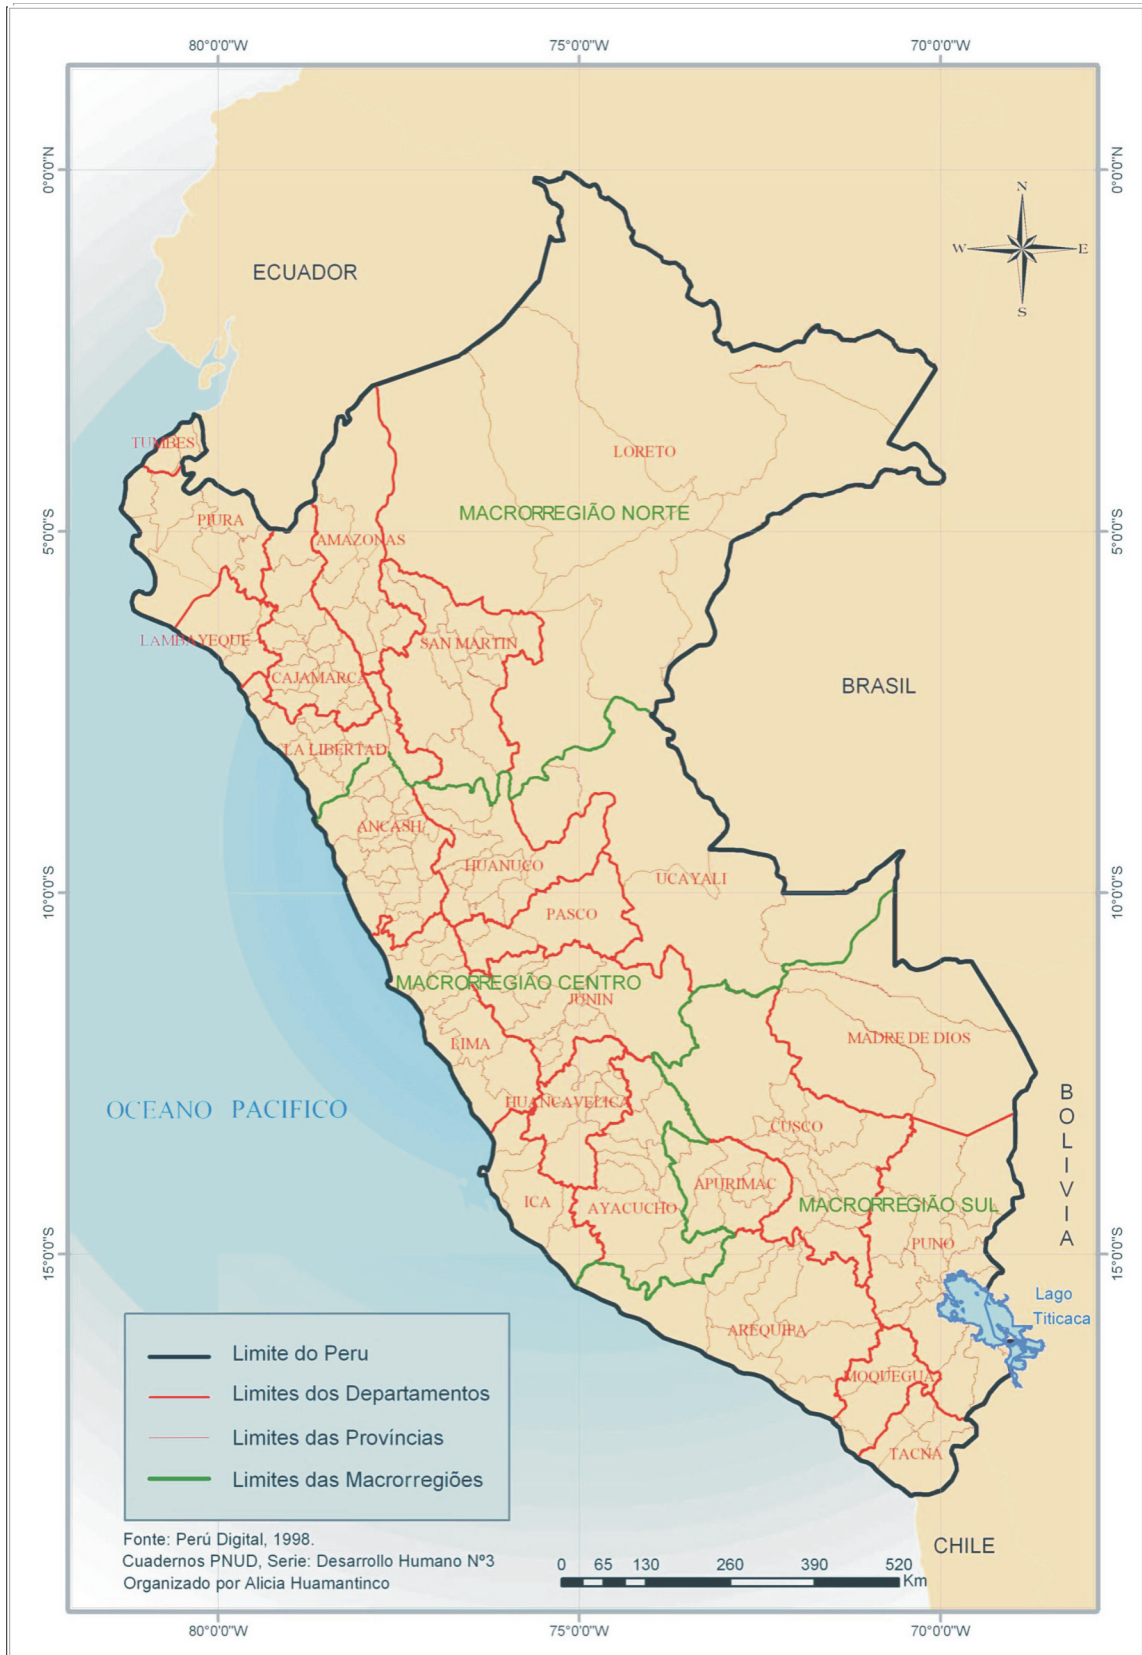 80°0'0"W 75°0'0"W 70°0'0"W
0°0'0"N
0°0'0"N
N
W E
S
ECUADOR
TUMBES
LORETO
MACRORREGIÃO NORTE
PIURA
5°0'0"S
5°0'0"S
AMAZONAS
LAMBAYEQUE
SAN MARTIN
CAJAMARCA
BRASIL
LA LIBERTAD
ANCASH
HUANUCO
UCAYALI
10°0'0"S
10°0'0"S
PASCO
MACRORREGIÃO CENTRO
JUNIN
LIMA
MADRE DE DIOS
OCEANO PACIFICO
HUANCAVELICA
CUSCO
BOLIVIA
APURIMAC
ICA
AYACUCHO
MACRORREGIÃO SUL
PUNO
15°0'0"S
15°0'0"S
Lago
Titicaca
AREQUIPA
MOQUEGUA
TACNA
Limite do Peru
Limites dos Departamentos
Limites das Províncias
Limites das Macrorregiões
Fonte: Perú Digital, 1998.
Cuadernos PNUD, Serie: Desarrollo Humano Nº3
Organizado por Alicia Huamantinco
CHILE
0 65 130 260 390 520
Km
80°0'0"W 75°0'0"W 70°0'0"W